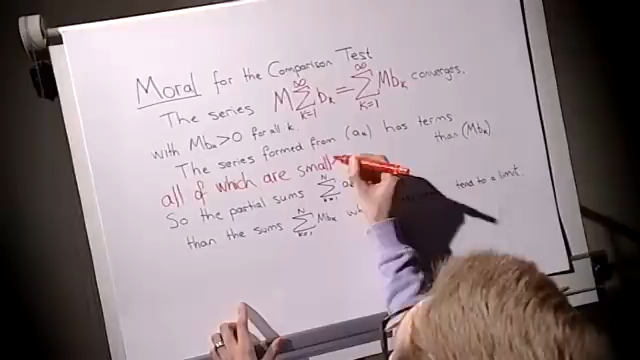 Moral for the Comparison Test
The series M∑_{k=1}^{∞} b_k = ∑_{k=1}^{∞} Mb_k converges,
with Mb_k > 0 for all k.
The series formed from (a_k) has terms
all of which are small than (Mb_k)
So the partial sums ∑_{k=1}^{N} a tend to a limit.
than the sums ∑_{k=1}^{N} Mb_k wh